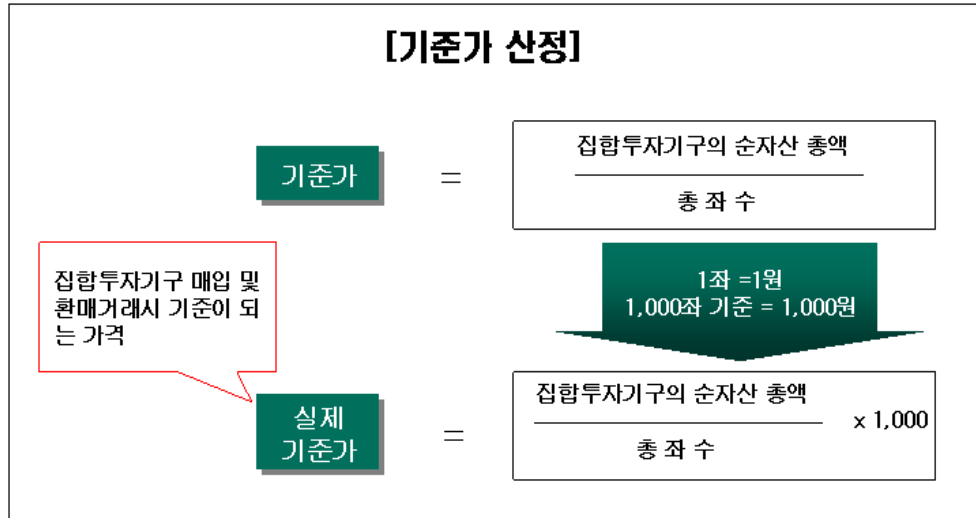 [기준가 산정]
기준가
=
집합투자기구의 순자산 총액
총 좌 수
집합투자기구 매입 및
환매거래시 기준이 되
는 가격
1좌 =1원
1,000좌 기준 = 1,000원
실제
기준가
=
집합투자기구의 순자산 총액
총 좌 수
x 1,000